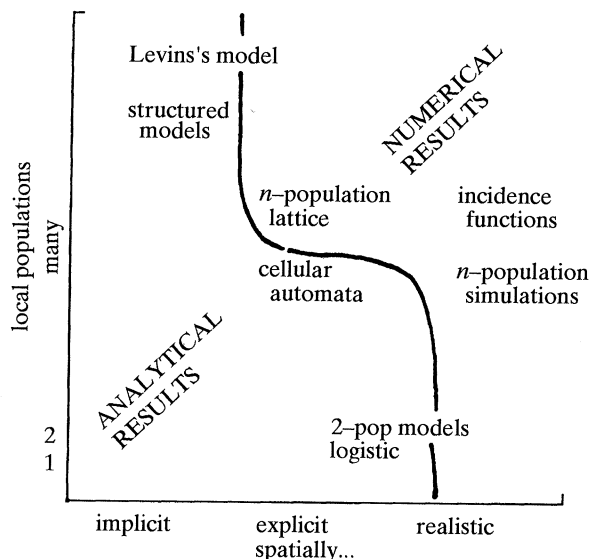 Levins's model
structured
models
NUMERICAL
RESULTS
n–population
lattice
incidence
functions
cellular
automata
n–population
simulations
local populations
many
ANALYTICAL
RESULTS
2
1
2–pop models
logistic
implicit
explicit
realistic
spatially...